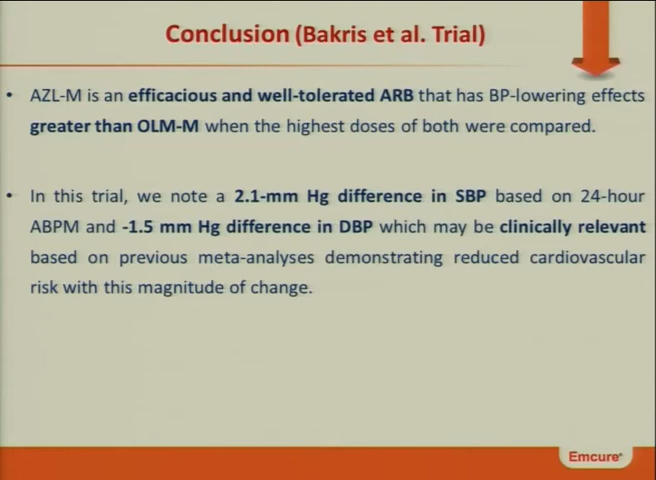 Conclusion (Bakris et al. Trial)
• AZL-M is an efficacious and well-tolerated ARB that has BP-lowering effects
greater than OLM-M when the highest doses of both were compared.
• In this trial, we note a 2.1-mm Hg difference in SBP based on 24-hour
ABPM and -1.5 mm Hg difference in DBP which may be clinically relevant
based on previous meta-analyses demonstrating reduced cardiovascular
risk with this magnitude of change.
Emcure®